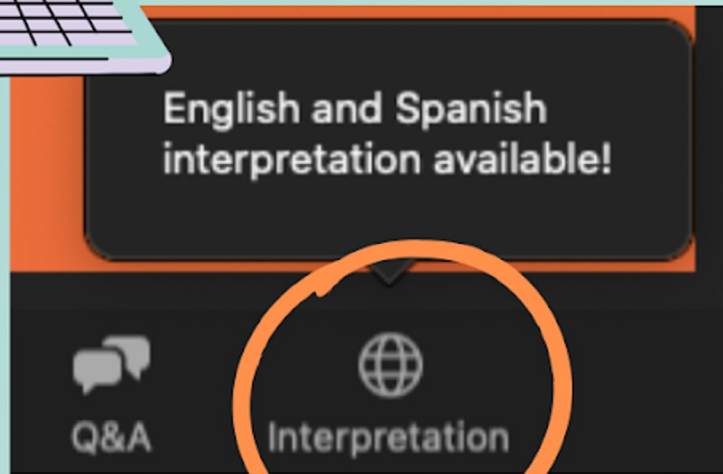 English and Spanish
interpretation available!
Q&A
Interpretation